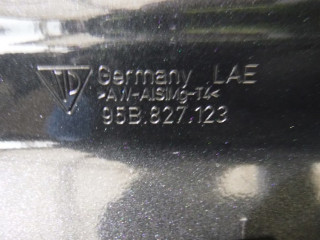 Germany LAE
>AW-AlSiMg-T4<
95B.827.123